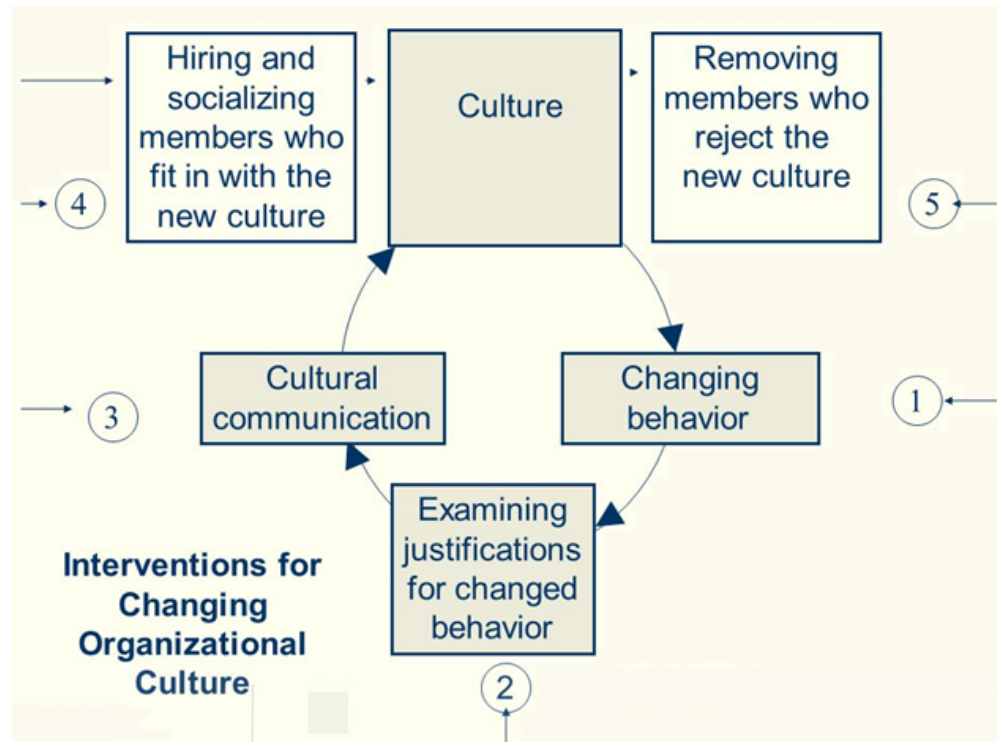 Hiring and
socializing
members who
fit in with the
new culture
Culture
Removing
members who
reject the
new culture
4
5
Cultural
communication
Changing
behavior
3
1
Examining
justifications
for changed
behavior
Interventions for
Changing
Organizational
Culture
2